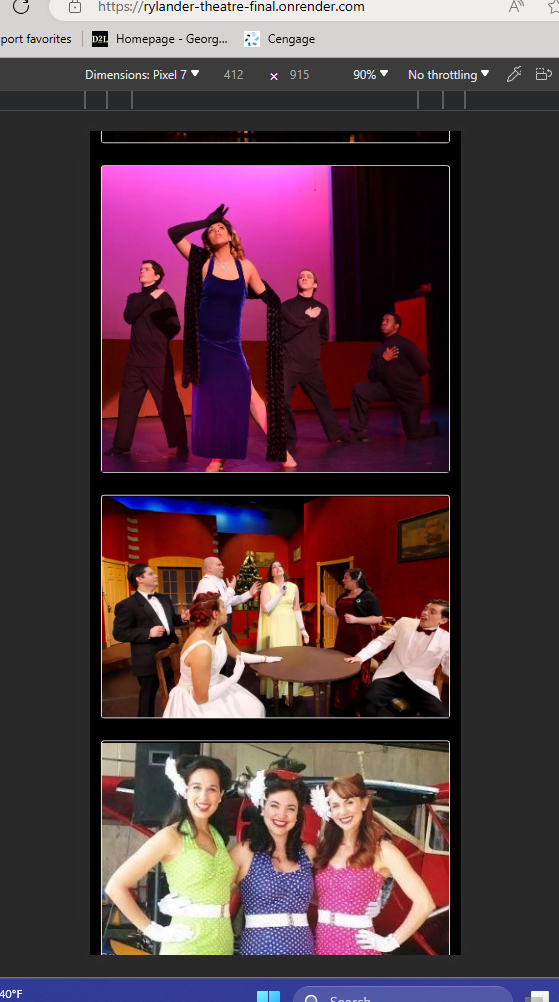 https://rylander-theatre-final.onrender.com
port favorites
D2L Homepage - Georg...
Cengage
Dimensions: Pixel 7 412 × 915 90% No throttling
40°F
Search